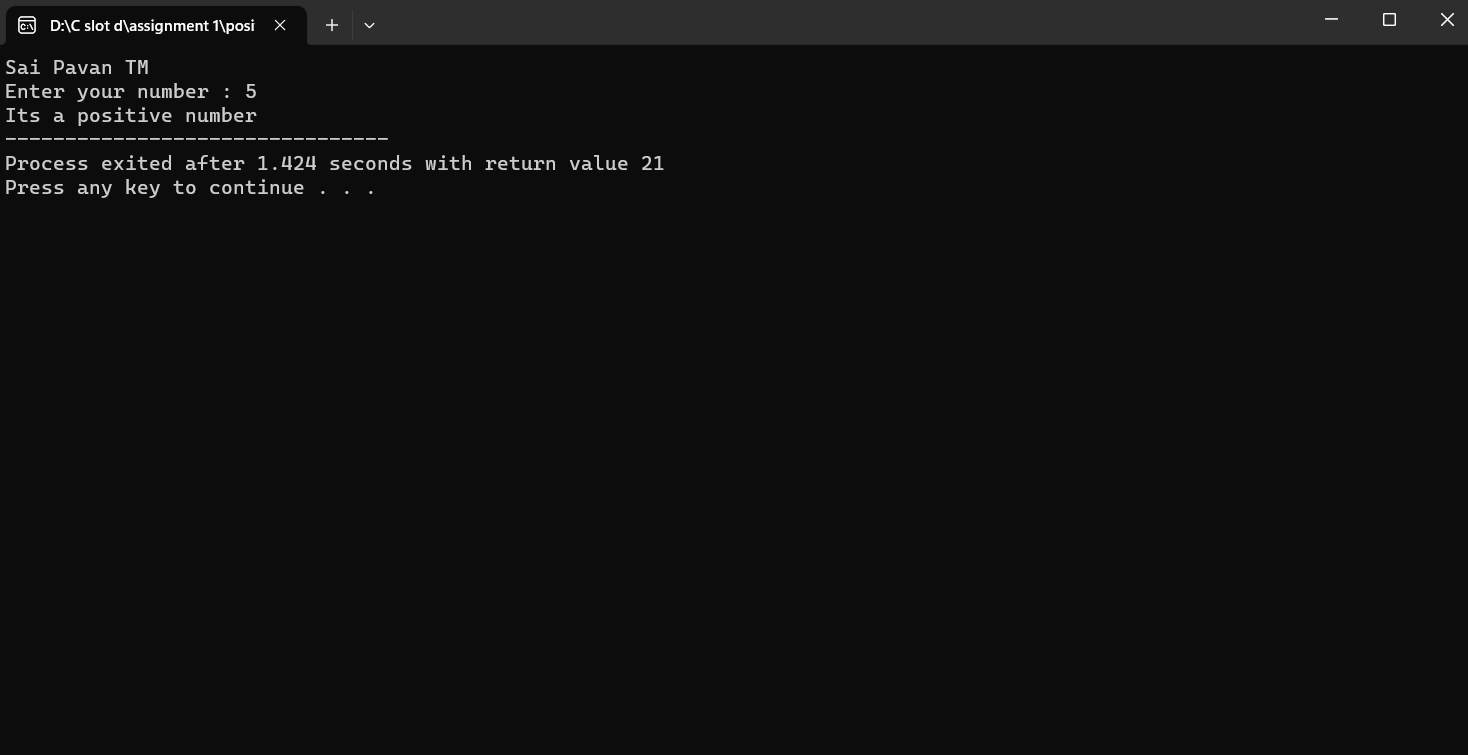 D:\C slot d\assignment 1\posi
Sai Pavan TM
Enter your number : 5
Its a positive number
--------------------------------
Process exited after 1.424 seconds with return value 21
Press any key to continue . . .